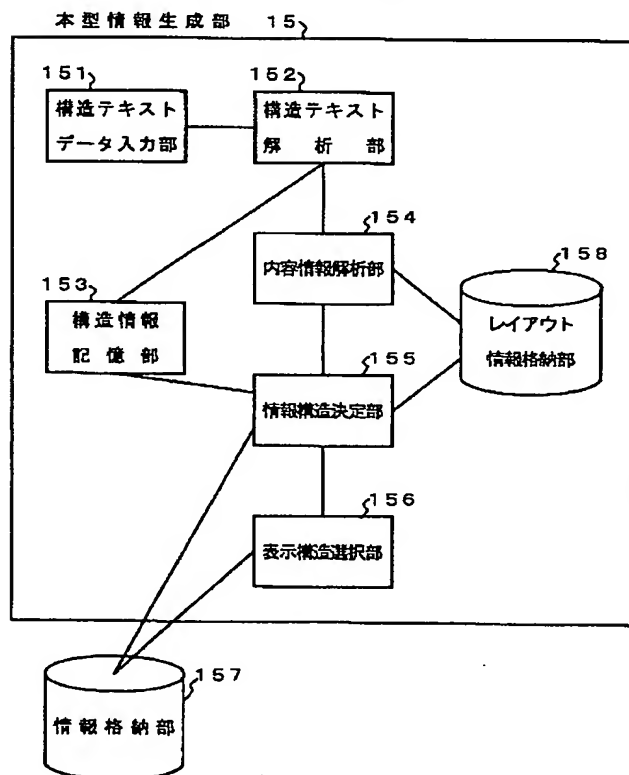 本型情報生成部 15
151
構造テキスト
データ入力部
152
構造テキスト
解析部
154
内容情報解析部
158
レイアウト
情報格納部
153
構造情報
記憶部
155
情報構造決定部
156
表示構造選択部
157
情報格納部